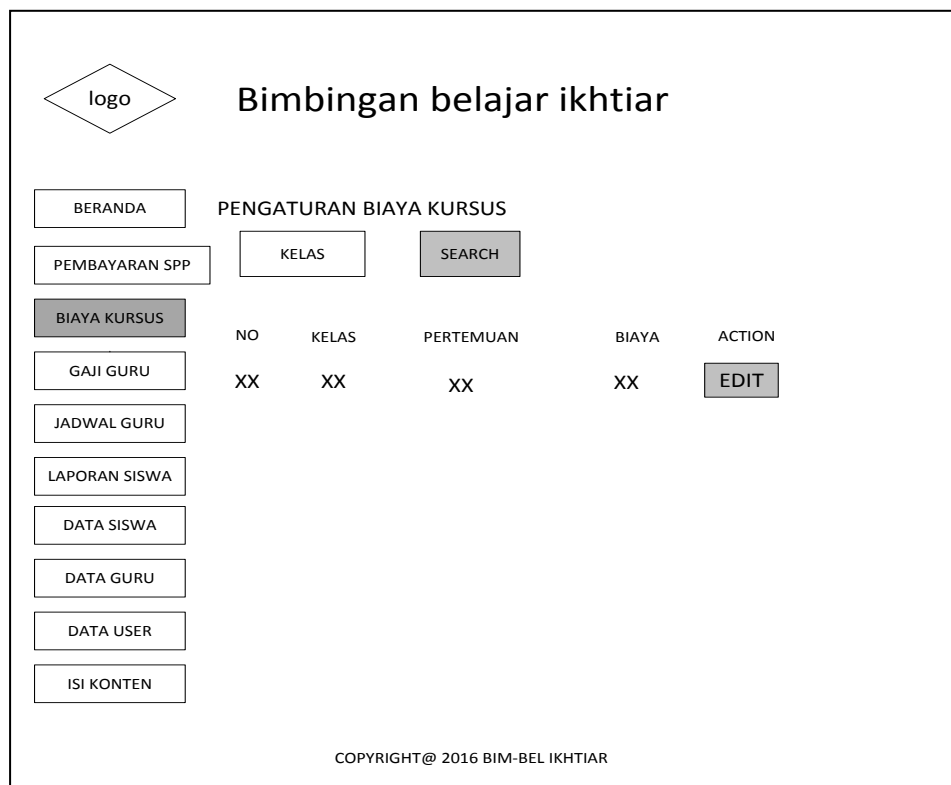 logo
Bimbingan belajar ikhtiar
BERANDA
PEMBAYARAN SPP
BIAYA KURSUS
GAJI GURU
JADWAL GURU
LAPORAN SISWA
DATA SISWA
DATA GURU
DATA USER
ISI KONTEN
PENGATURAN BIAYA KURSUS
KELAS SEARCH
NO KELAS PERTEMUAN BIAYA ACTION
XX XX XX XX EDIT
COPYRIGHT@ 2016 BIM-BEL IKHTIAR